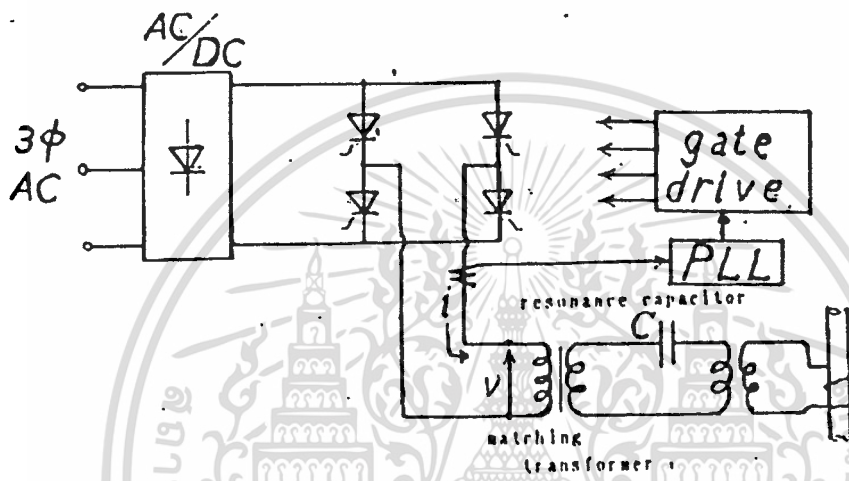 AC/DC
3φ
AC
gate
drive
PLL
resonance capacitor
i
C
V
matching
transformer